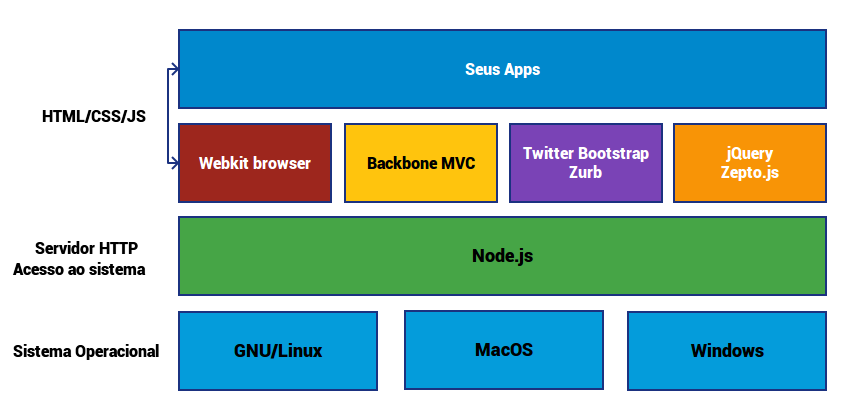 Seus Apps
HTML/CSS/JS
Webkit browser
Backbone MVC
Twitter Bootstrap
Zurb
jQuery
Zepto.js
Servidor HTTP
Acesso ao sistema
Node.js
Sistema Operacional
GNU/Linux
MacOS
Windows